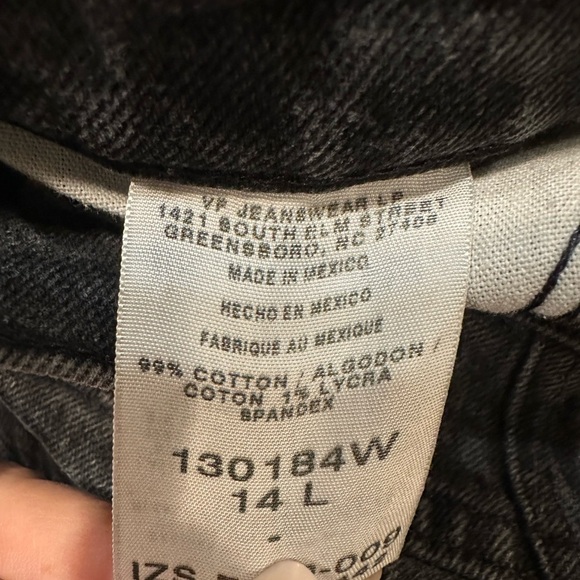 VF JEANSWEAR LP
1421 SOUTH ELM STREET
GREENSBORO, NC 27406
MADE IN MEXICO
HECHO EN MEXICO
FABRIQUE AU MEXIQUE
99% COTTON / ALGODON /
COTON 1% LYCRA
SPANDEX
130184W
14 L
-
IZS